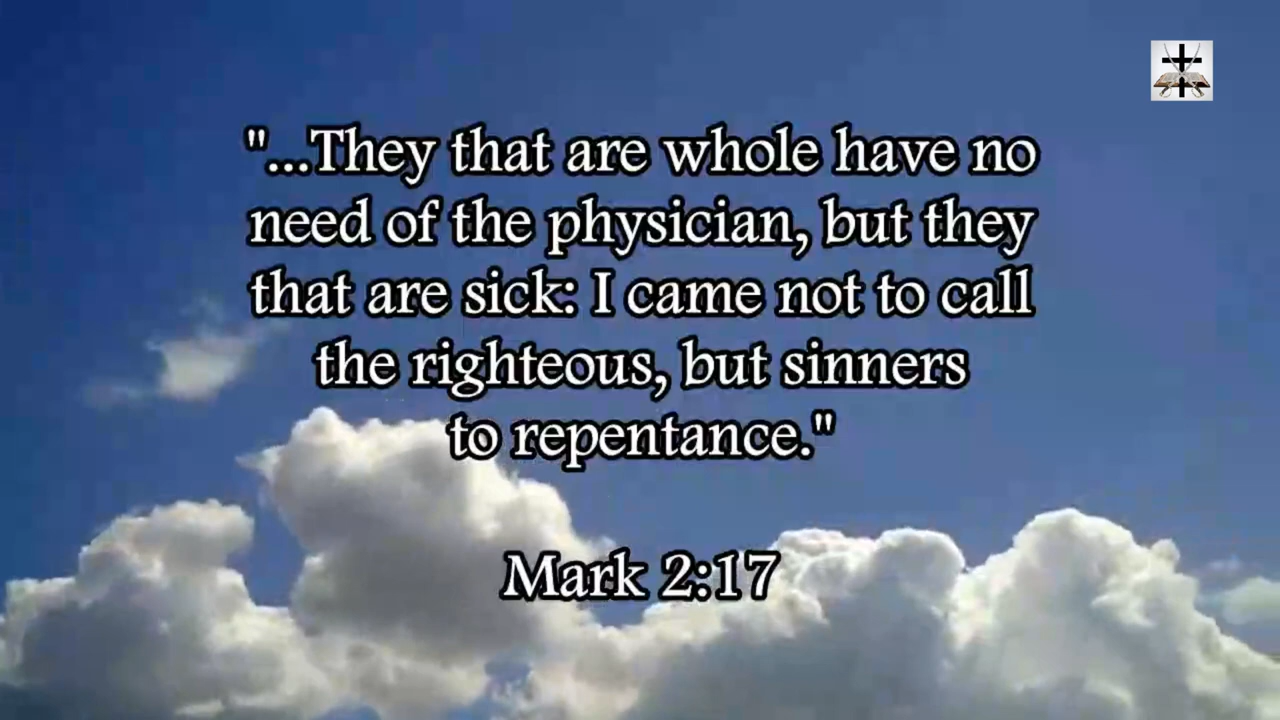 "...They that are whole have no
need of the physician, but they
that are sick: I came not to call
the righteous, but sinners
to repentance."
Mark 2:17